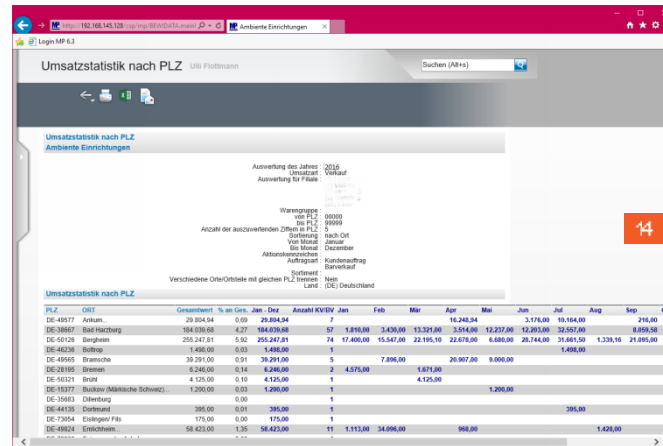 http://192.168.145.128/csp/mp/BEWIDATA.mainl
Ambiente Einrichtungen
Login MP 6.3
Umsatzstatistik nach PLZ Ulli Flottmann
Suchen (Alt+s)
Umsatzstatistik nach PLZ
Ambiente Einrichtungen
Auswertung des Jahres : 2016
Umsatzart : Verkauf
Auswertung für Filiale :
Warengruppe :
von PLZ : 00000
bis PLZ : 99999
Anzahl der auszuwertenden Ziffern in PLZ : 5
Sortierung : nach Ort
Von Monat : Januar
Bis Monat : Dezember
Aktionskennzeichen :
Auftragsart : Kundenauftrag
Barverkauf
Sortiment :
Verschiedene Orte/Ortsteile mit gleichen PLZ trennen : Nein
Land : (DE) Deutschland
14
Umsatzstatistik nach PLZ
PLZ ORT Gesamtwert % an Ges. Jan - Dez Anzahl KV/BV Jan Feb Mär Apr Mai Jun Jul Aug Sep
DE-49577 Ankum... 29.804,94 0,69 29.804,94 7 16.248,94 3.176,00 10.164,00 216,00
DE-38667 Bad Harzburg 184.039,68 4,27 184.039,68 57 1.810,00 3.430,00 13.321,00 3.514,00 12.237,00 12.203,00 32.557,00 8.059,58
DE-50126 Bergheim 255.247,81 5,92 255.247,81 74 17.400,00 15.547,00 22.195,10 22.678,00 6.680,00 28.744,00 31.661,50 1.339,16 21.095,00
DE-46236 Bottrop 1.498,00 0,03 1.498,00 1 1.498,00
DE-49565 Bramsche 39.291,00 0,91 39.291,00 5 7.896,00 20.907,00 9.000,00
DE-28195 Bremen 6.246,00 0,14 6.246,00 2 4.575,00 1.671,00
DE-50321 Brühl 4.125,00 0,10 4.125,00 1 4.125,00
DE-15377 Buckow (Märkische Schweiz)... 1.200,00 0,03 1.200,00 1 1.200,00
DE-35683 Dillenburg 0,00 1
DE-44135 Dortmund 395,00 0,01 395,00 1 395,00
DE-73054 Eislingen/ Fils 175,00 0,00 175,00 1
DE-49824 Emlichheim... 58.423,00 1,35 58.423,00 11 1.113,00 34.096,00 968,00 1.428,00